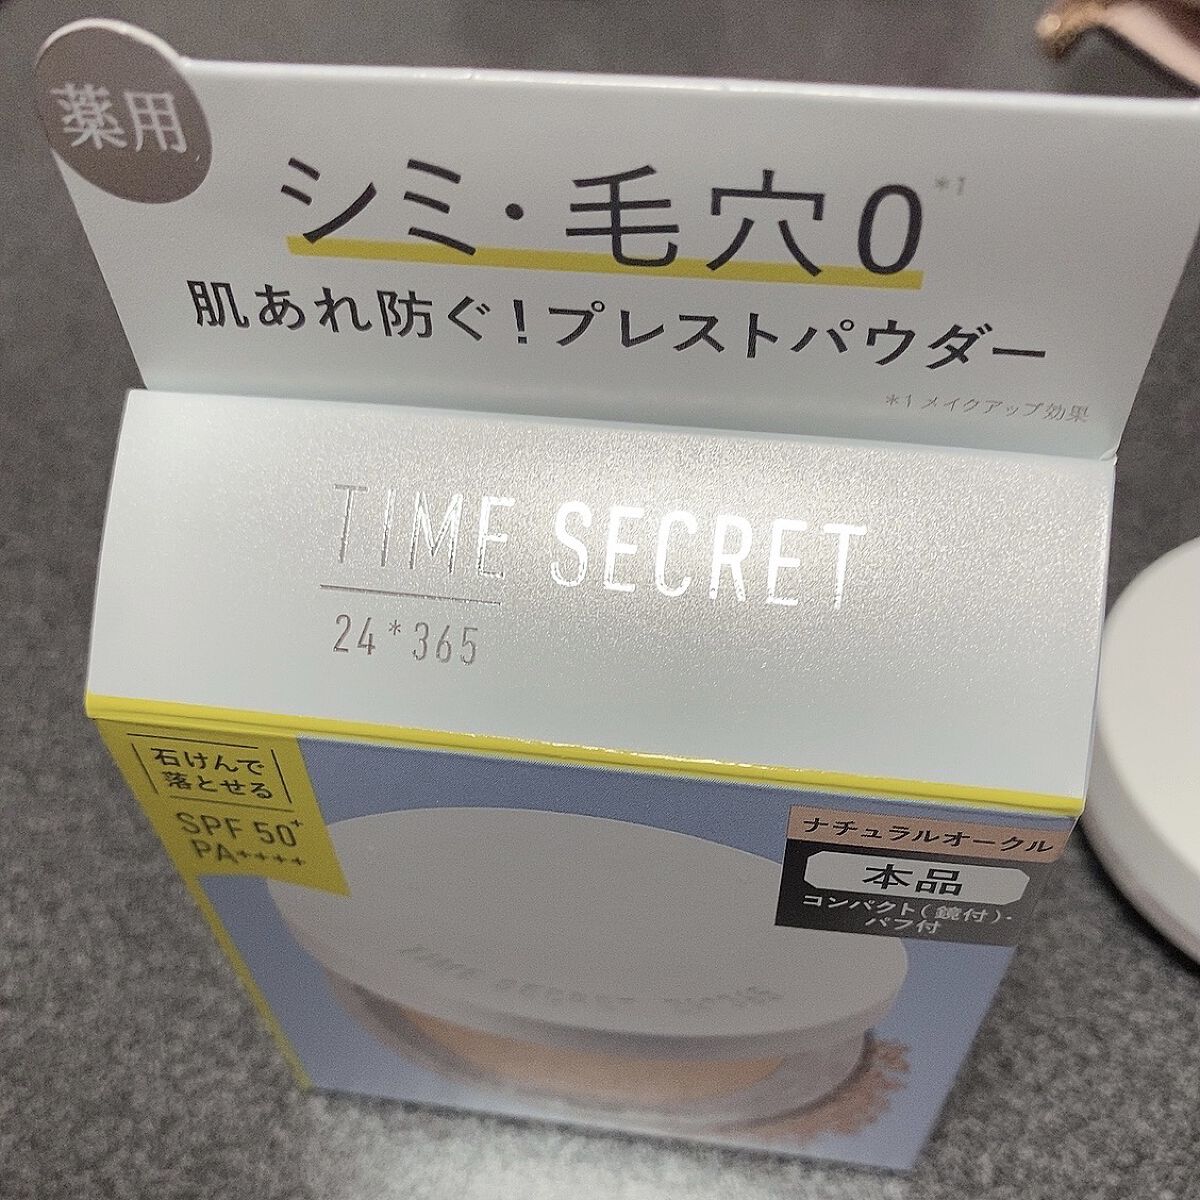 薬用
シミ・毛穴0*1
肌あれ防ぐ!プレストパウダー
*1 メイクアップ効果
TIME SECRET
24*365
石けんで
落とせる
SPF 50+
PA++++
ナチュラルオークル
本品
コンパクト(鏡付)・
パフ付
TIME SECRET